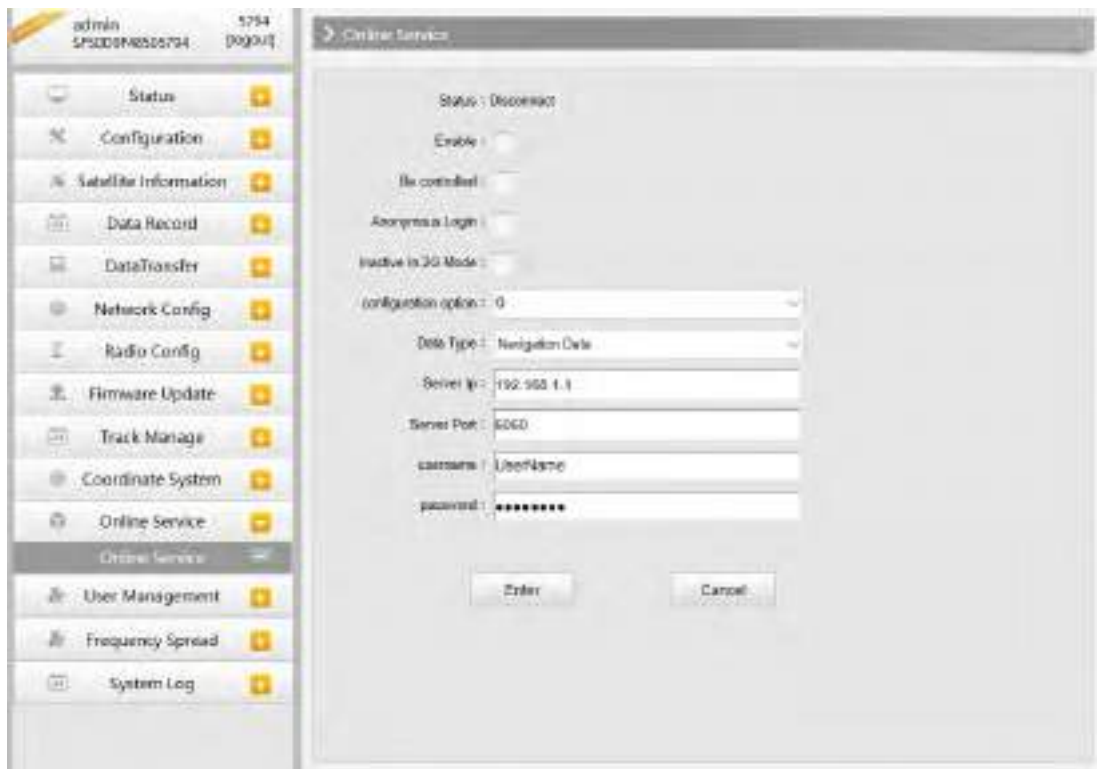 admin
5794
[logout]
Status
Configuration
Satellite Information
Data Record
DataTransfer
Network Config
Radio Config
Firmware Update
Track Manage
Coordinate System
Online Service
Online Service
User Management
Frequency Spread
System Log
Online Service
Status : Disconnect
Enable :
Be controlled :
Anonymous Login :
Inactive in 2G Mode :
configuration option : 0
Data Type : Navigation Data
Server Ip : 192.168.1.1
Server Port : 6060
username : UserName
password : ••••••••
Enter
Cancel